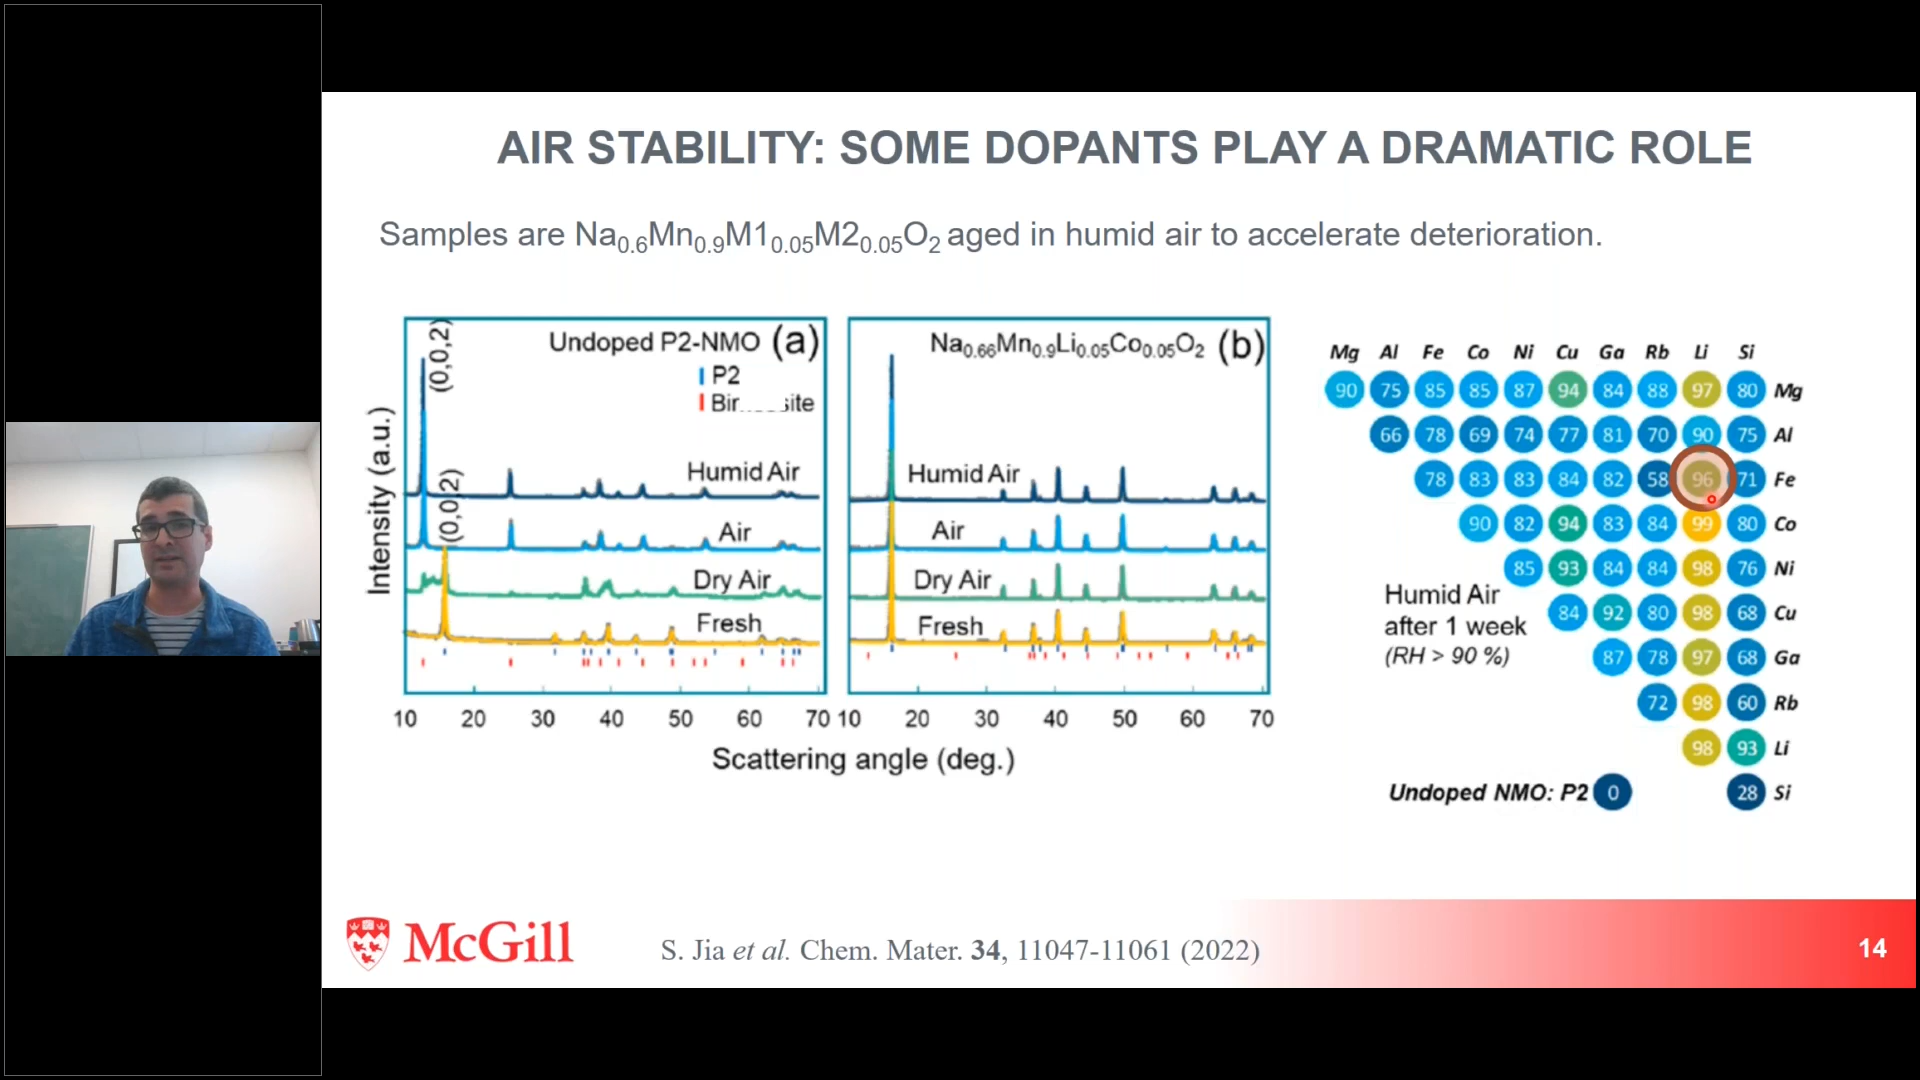 AIR STABILITY: SOME DOPANTS PLAY A DRAMATIC ROLE
Samples are Na0.6Mn0.9M10.05M20.05O2 aged in humid air to accelerate deterioration.
Intensity (a.u.)
(0,0,2)
Undoped P2-NMO (a)
P2
Humid Air
(0,0,2)
Air
Dry Air
Fresh
10 20 30 40 50 60 70
Na0.66Mn0.9Li0.05Co0.05O2 (b)
Humid Air
Air
Dry Air
Fresh
10 20 30 40 50 60 70
Scattering angle (deg.)
Mg Al Fe Co Ni Cu Ga Rb Li Si
90 75 85 85 87 94 84 88 97 80 Mg
66 78 69 74 77 81 70 90 75 Al
78 83 83 84 82 58 96 71 Fe
90 82 94 83 84 99 80 Co
85 93 84 84 98 76 Ni
84 92 80 98 68 Cu
87 78 97 68 Ga
72 98 60 Rb
98 93 Li
28 Si
Humid Air
after 1 week
(RH > 90 %)
Undoped NMO: P2 0
McGill
S. Jia et al. Chem. Mater. 34, 11047-11061 (2022)
14